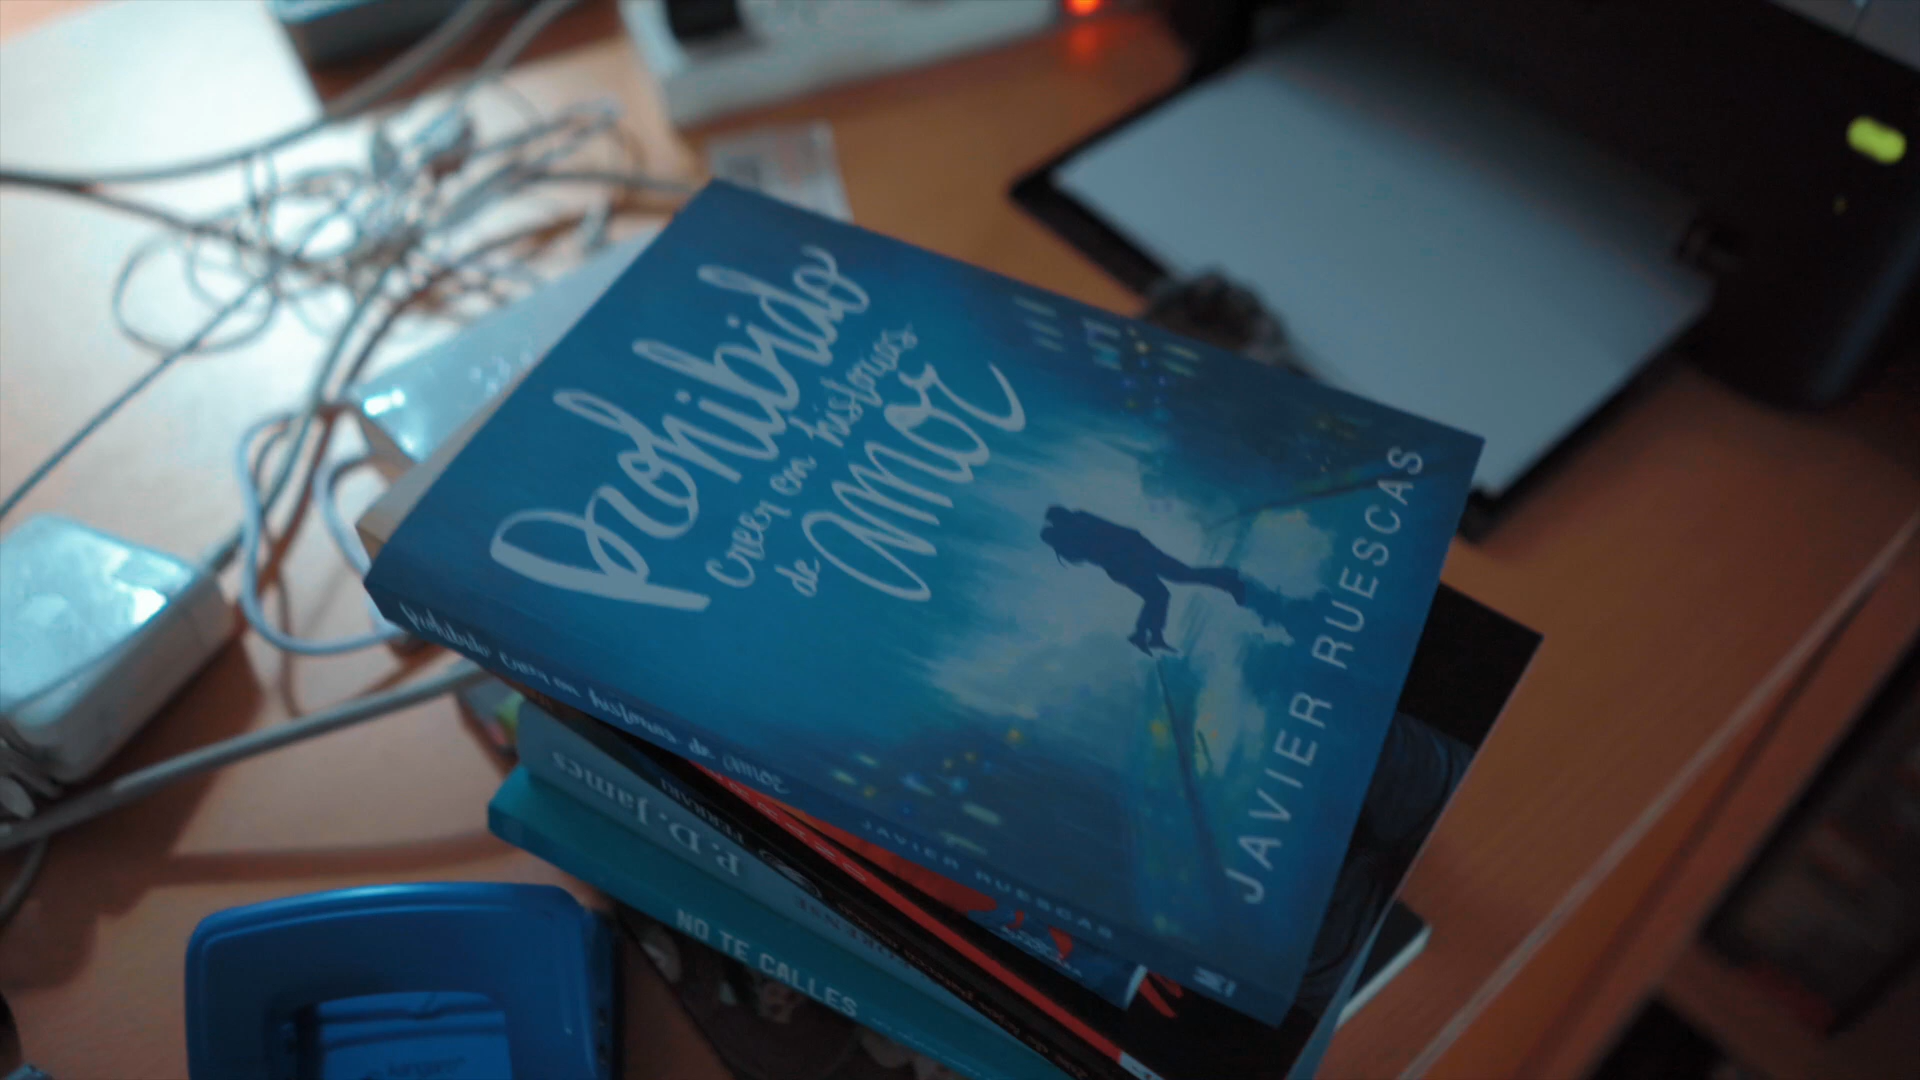 Prohibido
creer en historias
de AMOR
JAVIER RUESCAS
Prohibido creer en historias de AMOR
JAVIER RUESCAS
FERRARI
P. D. James
NO TE CALLES